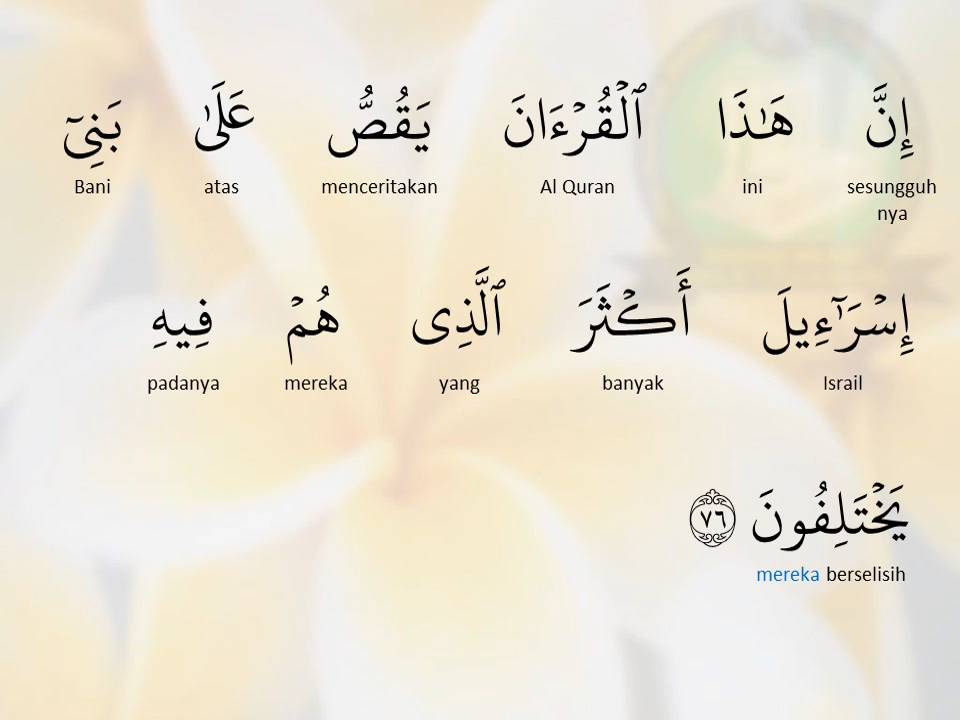 إِنَّ هَـٰذَا ٱلۡقُرۡءَانَ يَقُصُّ عَلَىٰ بَنِىٓ
sesungguh nya ini Al Quran menceritakan atas Bani
إِسۡرَٰٓءِيلَ أَكۡثَرَ ٱلَّذِى هُمۡ فِيهِ
Israil banyak yang mereka padanya
يَخۡتَلِفُونَ ٧٦
mereka berselisih